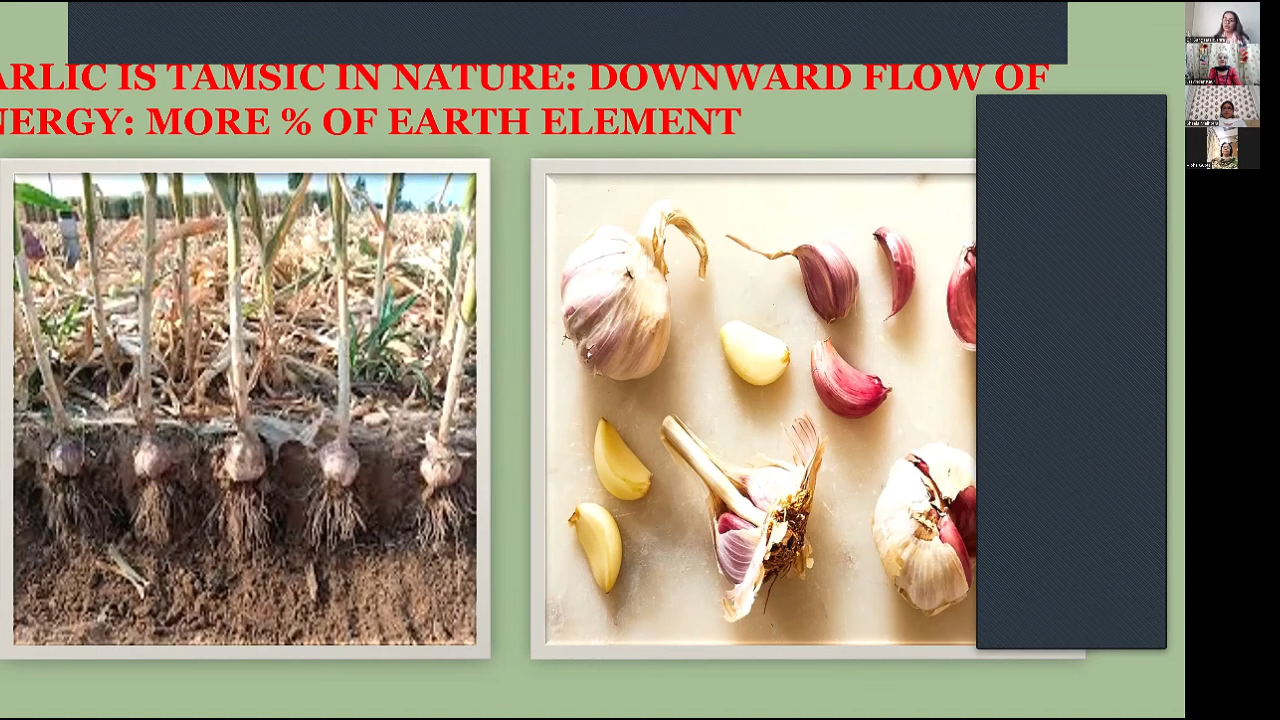 ARLIC IS TAMSIC IN NATURE: DOWNWARD FLOW OF
NERGY: MORE % OF EARTH ELEMENT